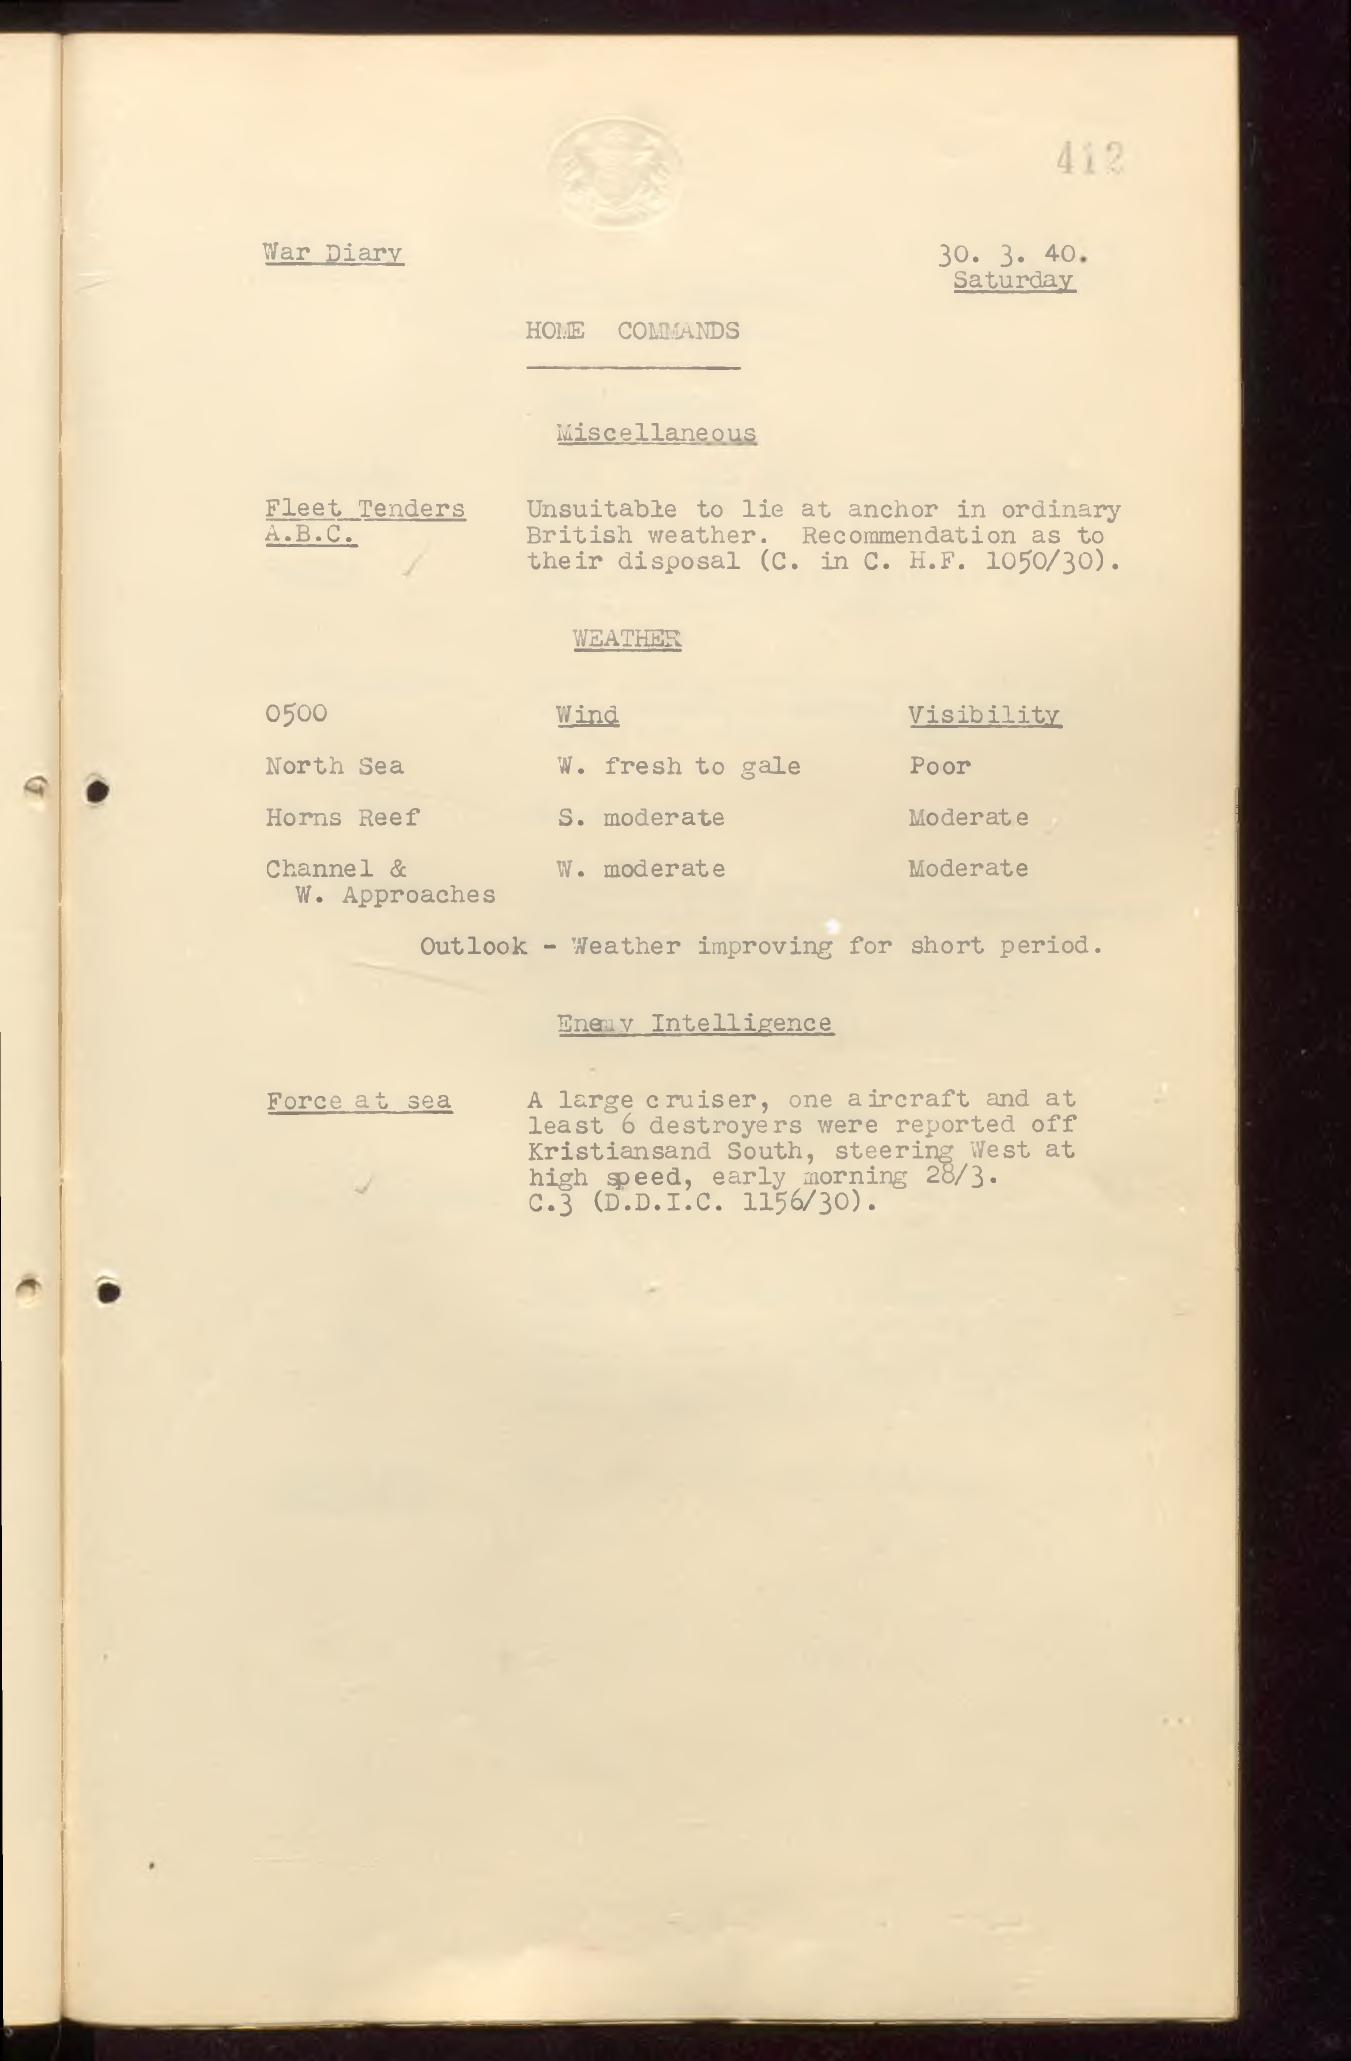 412
War Diary 30. 3. 40.
Saturday
HOME COMMANDS
Miscellaneous
Fleet Tenders Unsuitable to lie at anchor in ordinary
A.B.C. British weather. Recommendation as to
their disposal (C. in C. H.F. 1050/30).
WEATHER
0500 Wind Visibility
North Sea W. fresh to gale Poor
Horns Reef S. moderate Moderate
Channel & W. moderate Moderate
W. Approaches
Outlook - Weather improving for short period.
Enemy Intelligence
Force at sea A large cruiser, one aircraft and at
least 6 destroyers were reported off
Kristiansand South, steering West at
high speed, early morning 28/3.
C.3 (D.D.I.C. 1156/30).